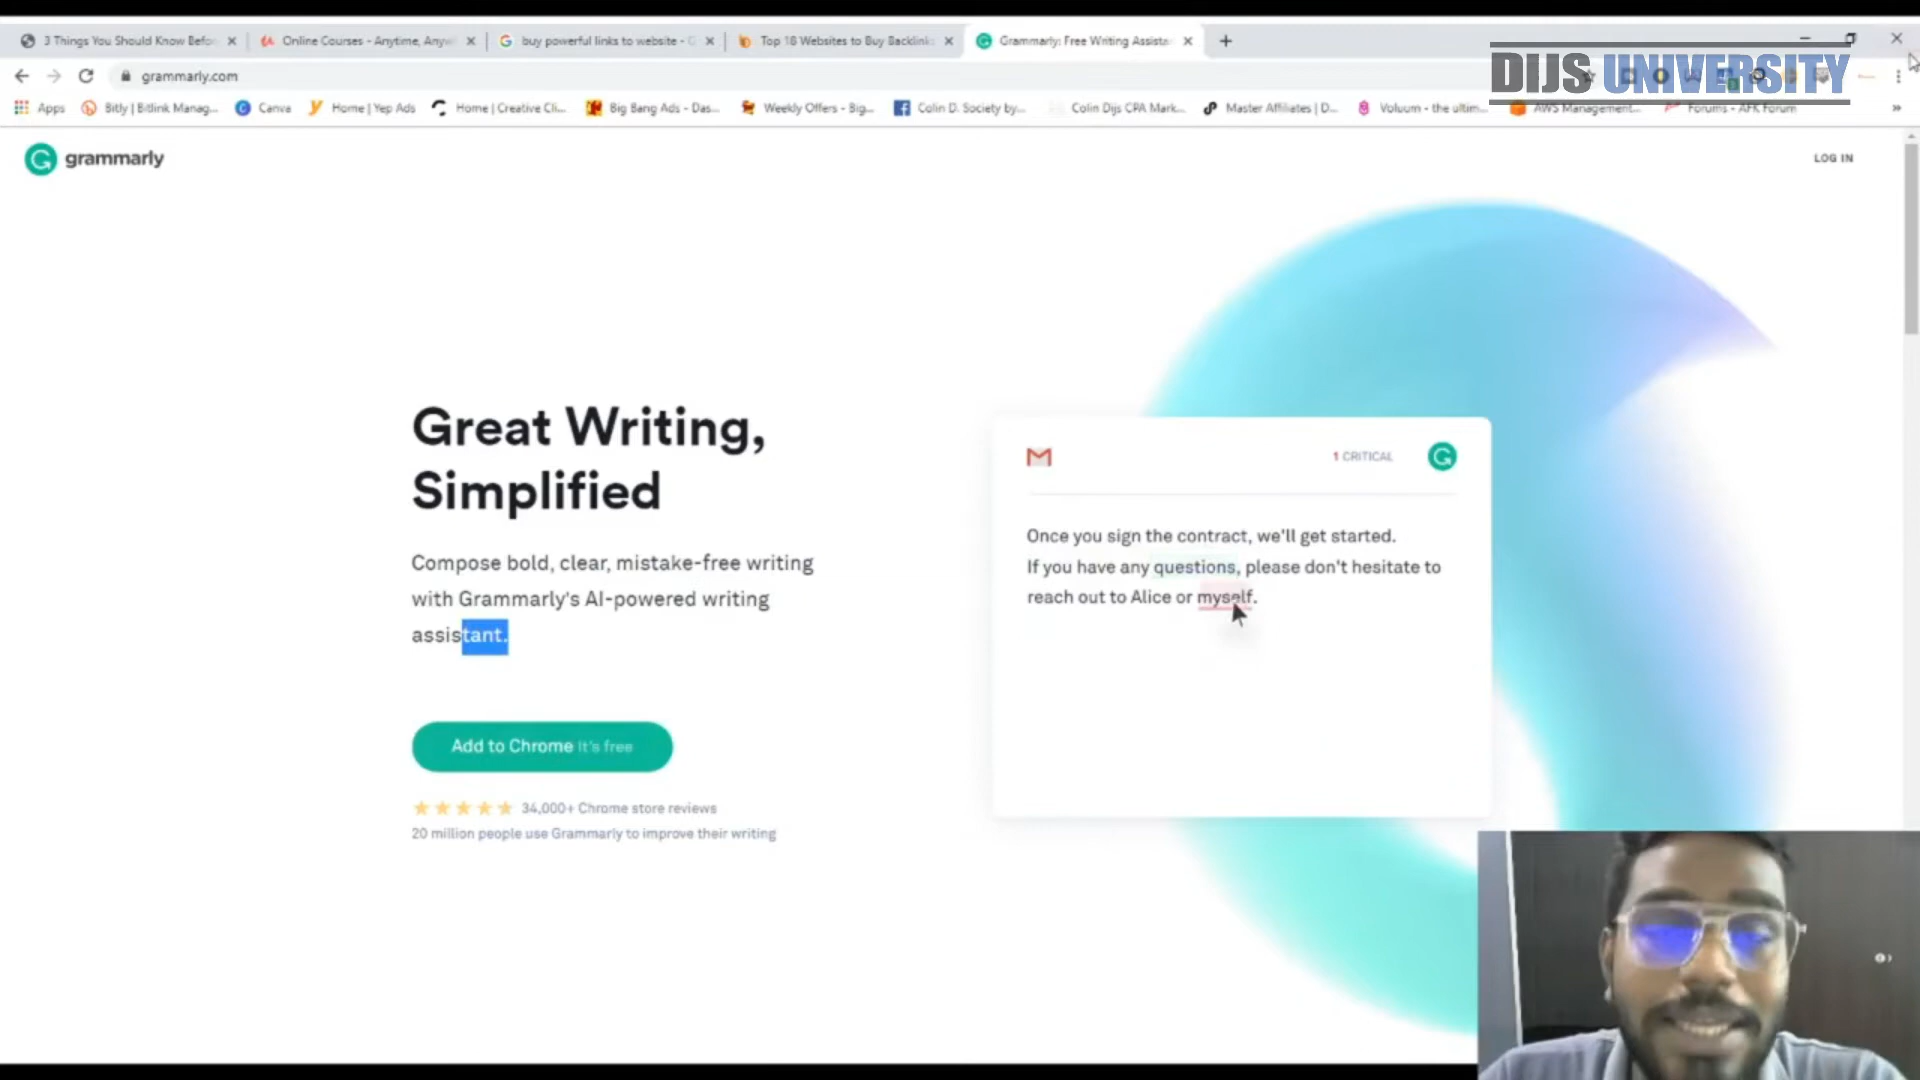 3 Things You Should Know Befo
Online Courses - Anytime, Anyw
buy powerful links to website - G
Top 18 Websites to Buy Backlinks
Grammarly: Free Writing Assista
DIJS UNIVERSITY
grammarly.com
Apps
Bitly | Bitlink Manag...
Canva
Home | Yep Ads
Home | Creative Cli...
Big Bang Ads - Das...
Weekly Offers - Big...
Colin D. Society by...
Colin Dijs CPA Mark...
Master Affiliates | D...
Voluum - the ultim...
AWS Management...
Forums - AFK Forum
grammarly
LOG IN
Great Writing,
Simplified
Compose bold, clear, mistake-free writing
with Grammarly's AI-powered writing
assistant.
Add to Chrome It's free
34,000+ Chrome store reviews
20 million people use Grammarly to improve their writing
1 CRITICAL
Once you sign the contract, we'll get started.
If you have any questions, please don't hesitate to
reach out to Alice or myself.